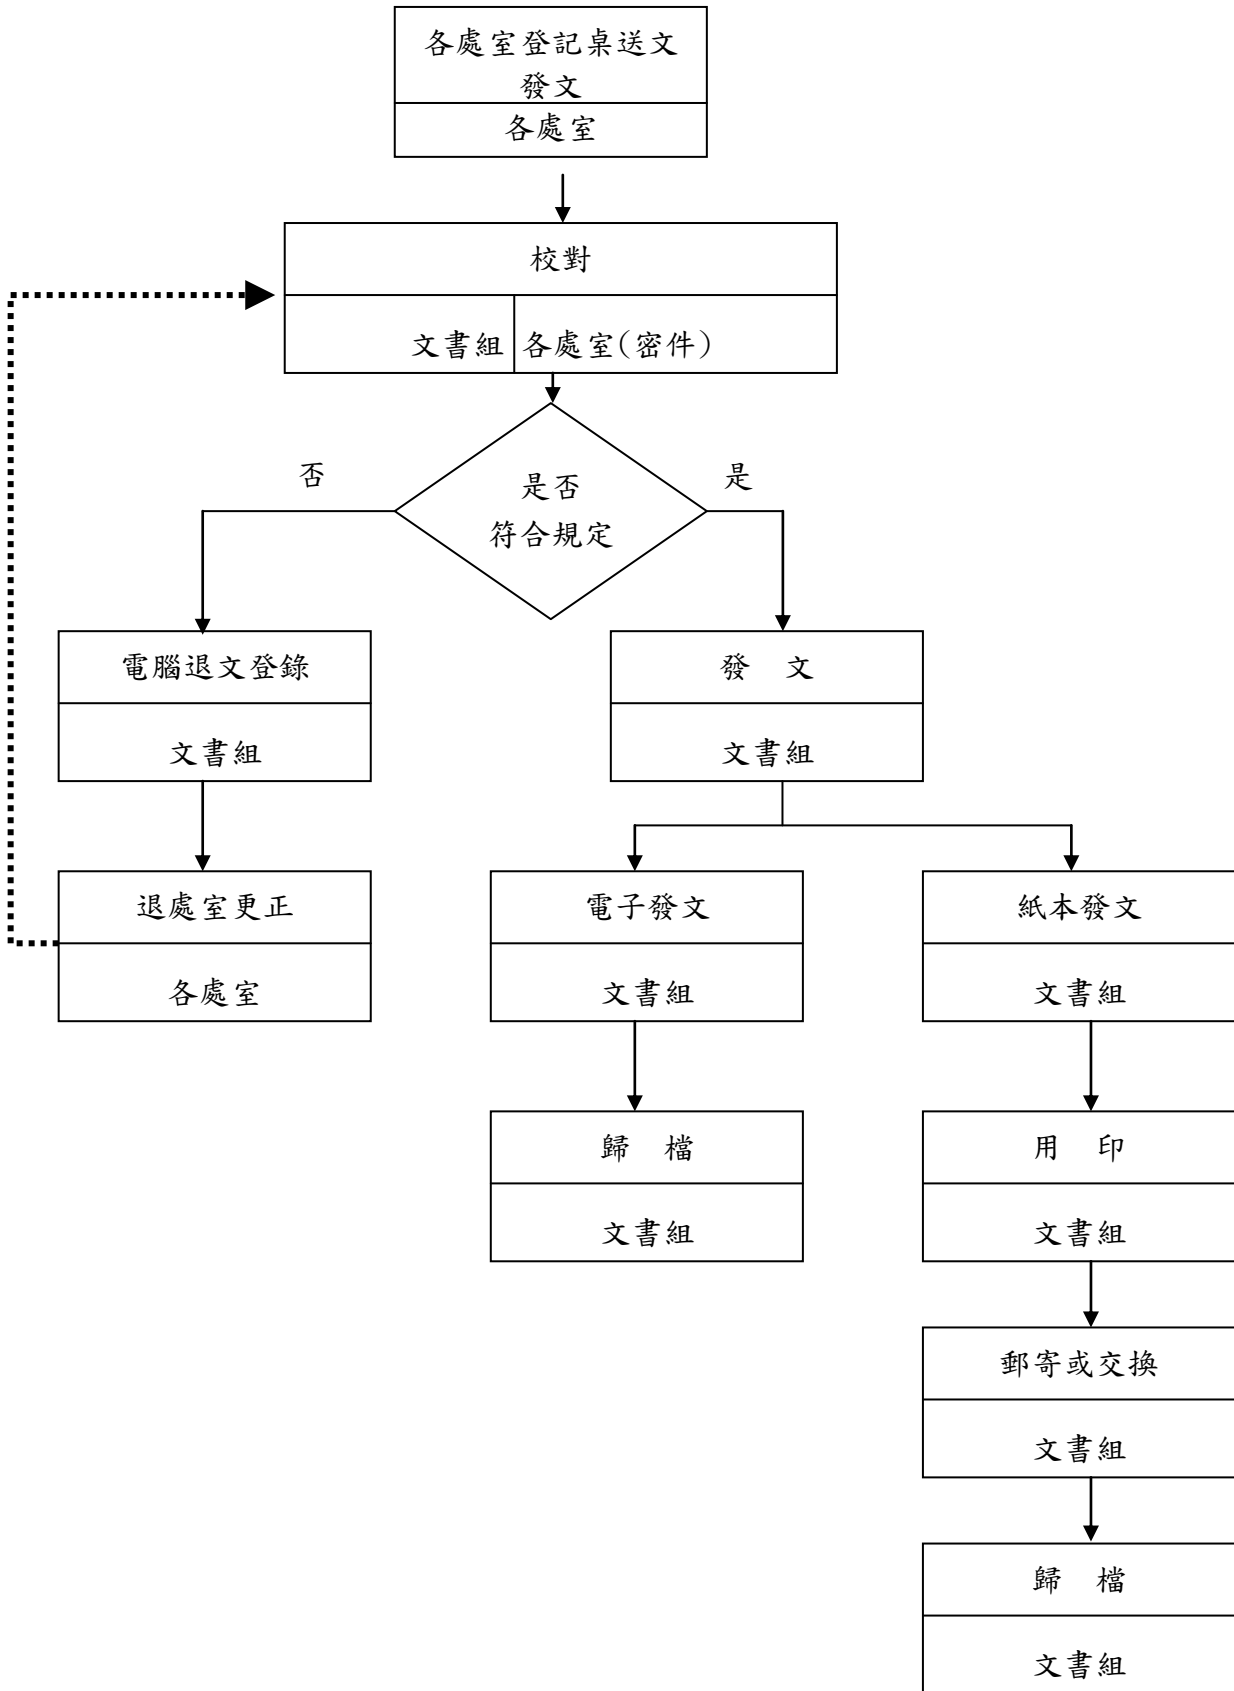 各處室登記桌送文
發文
各處室
校對
文書組 各處室(密件)
否
是
是否
符合規定
電腦退文登錄
文書組
發 文
文書組
退處室更正
各處室
電子發文
文書組
紙本發文
文書組
歸 檔
文書組
用 印
文書組
郵寄或交換
文書組
歸 檔
文書組